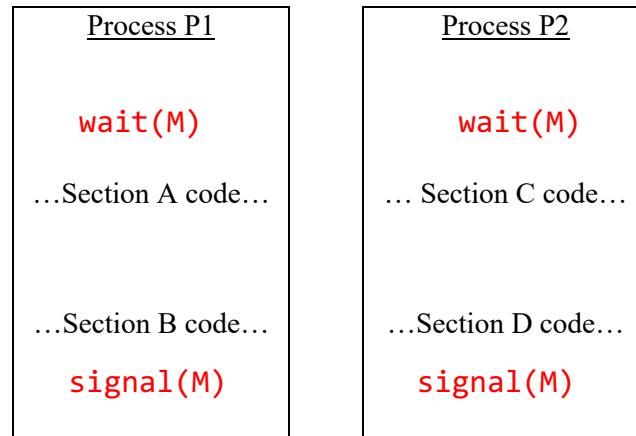 Process P1
wait(M)
…Section A code…
…Section B code…
signal(M)
Process P2
wait(M)
… Section C code…
…Section D code…
signal(M)